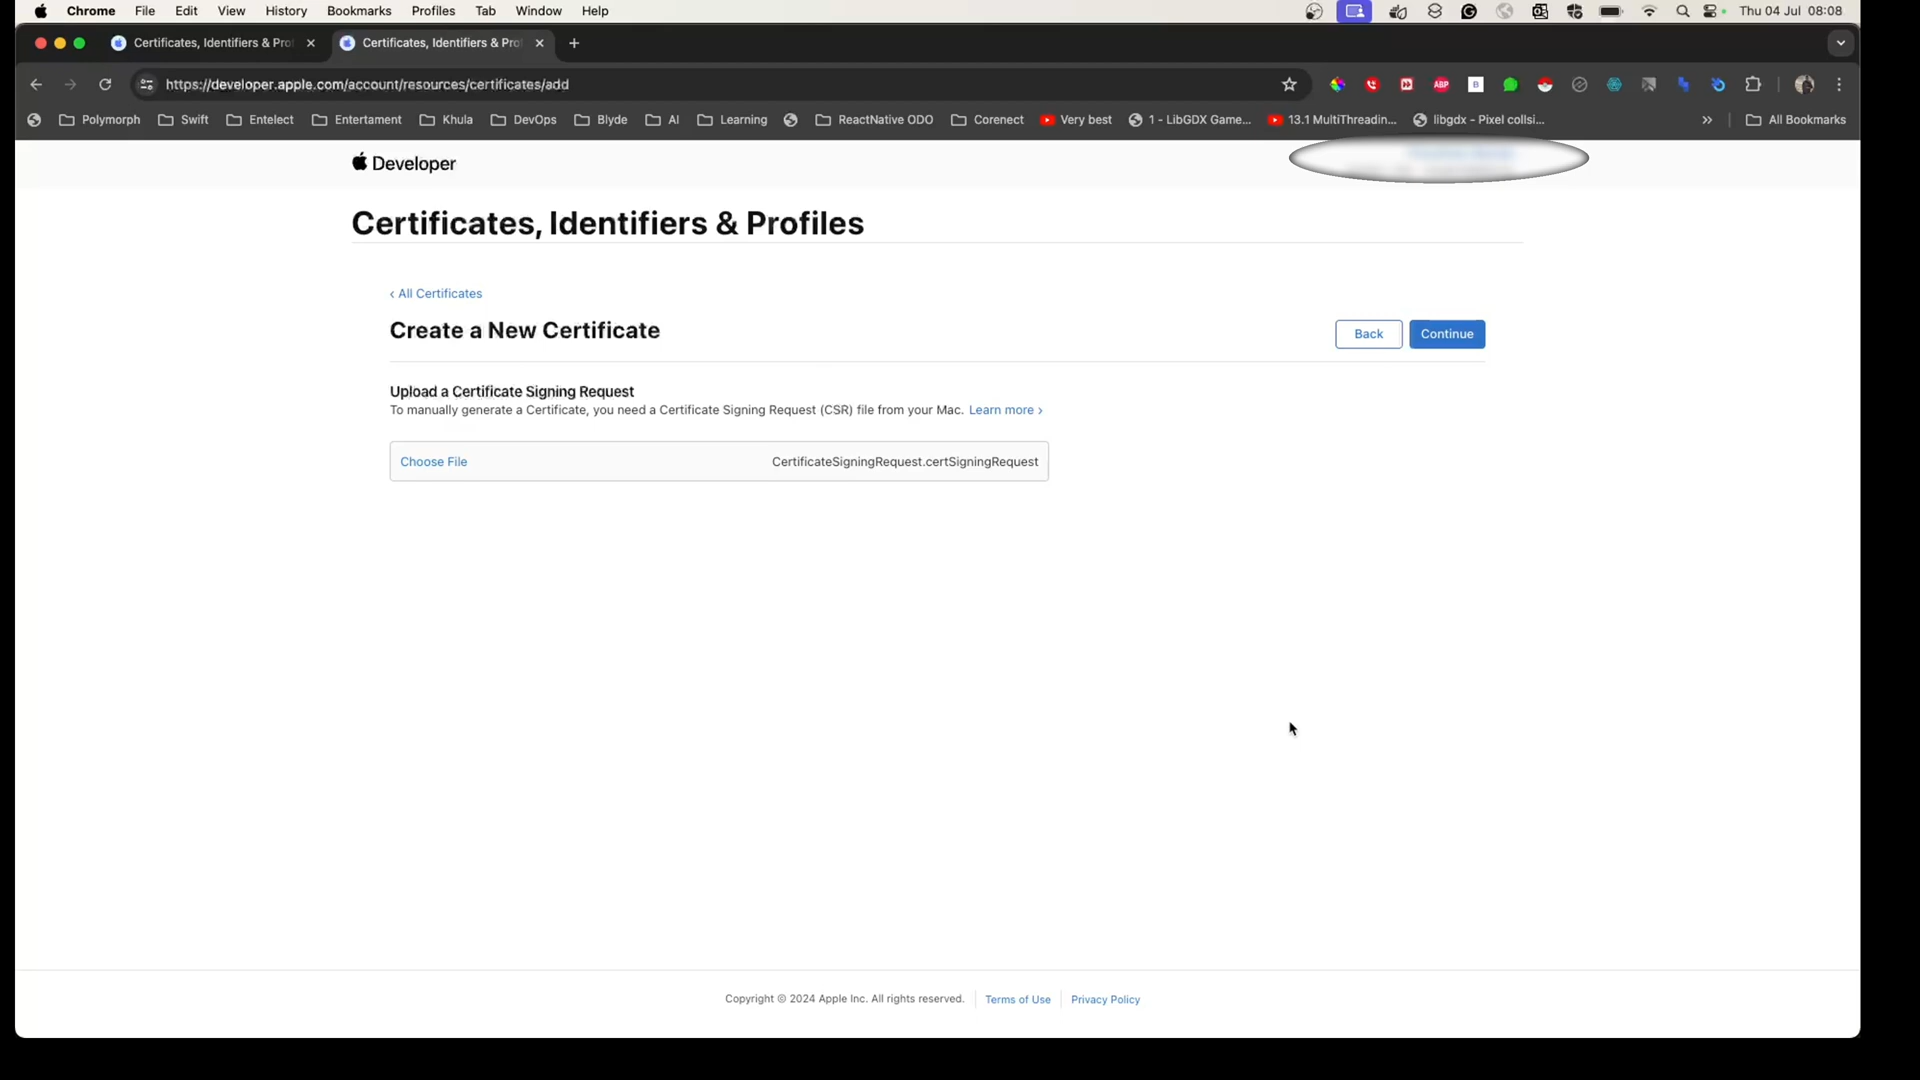 Chrome File Edit View History Bookmarks Profiles Tab Window Help Thu 04 Jul 08:08
Certificates, Identifiers & Pro Certificates, Identifiers & Pro
https://developer.apple.com/account/resources/certificates/add
Polymorph Swift Entelect Entertament Khula DevOps Blyde AI Learning ReactNative ODO Corenect Very best 1 - LibGDX Game... 13.1 MultiThreadin... libgdx - Pixel collsi... » All Bookmarks
Developer
Certificates, Identifiers & Profiles
‹ All Certificates
Create a New Certificate
Back Continue
Upload a Certificate Signing Request
To manually generate a Certificate, you need a Certificate Signing Request (CSR) file from your Mac. Learn more ›
Choose File CertificateSigningRequest.certSigningRequest
Copyright © 2024 Apple Inc. All rights reserved. Terms of Use Privacy Policy